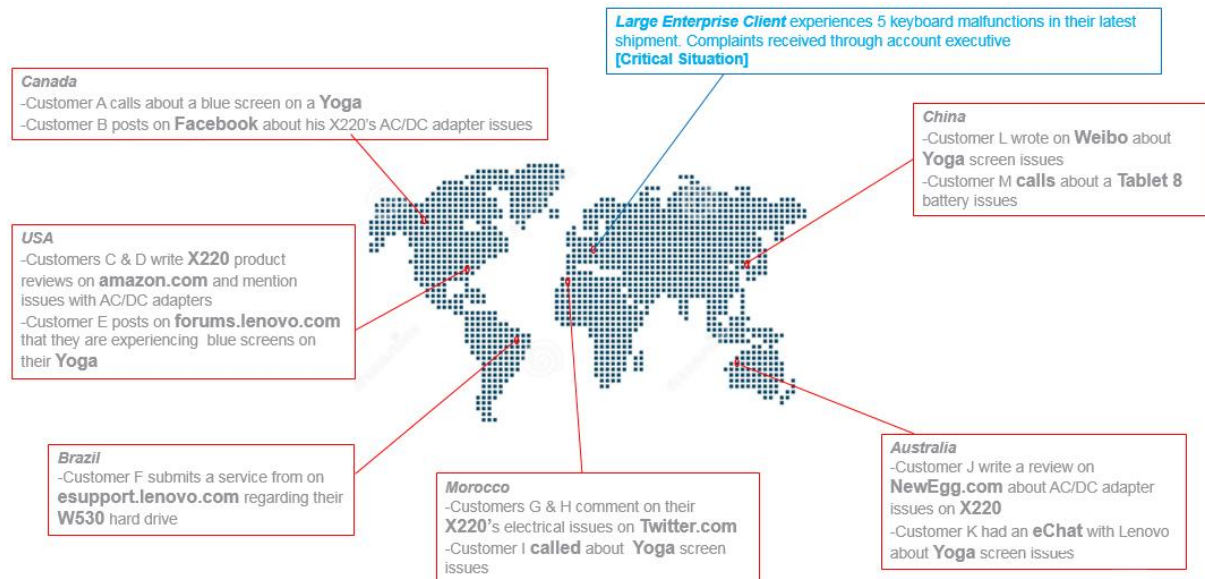 Large Enterprise Client experiences 5 keyboard malfunctions in their latest
shipment. Complaints received through account executive
[Critical Situation]
Canada
-Customer A calls about a blue screen on a Yoga
-Customer B posts on Facebook about his X220's AC/DC adapter issues
China
-Customer L wrote on Weibo about
Yoga screen issues
-Customer M calls about a Tablet 8
battery issues
USA
-Customers C & D write X220 product
reviews on amazon.com and mention
issues with AC/DC adapters
-Customer E posts on forums.lenovo.com
that they are experiencing blue screens on
their Yoga
Brazil
-Customer F submits a service from on
esupport.lenovo.com regarding their
W530 hard drive
Morocco
-Customers G & H comment on their
X220's electrical issues on Twitter.com
-Customer I called about Yoga screen
issues
Australia
-Customer J write a review on
NewEgg.com about AC/DC adapter
issues on X220
-Customer K had an eChat with Lenovo
about Yoga screen issues